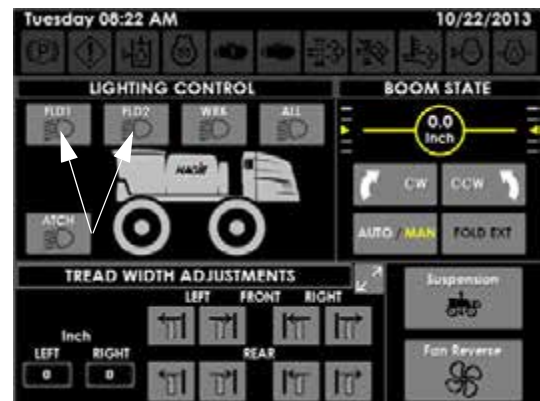 Tuesday 08:22 AM 10/22/2013
LIGHTING CONTROL BOOM STATE
FLD1 FLD2 WRK ALL
0.0
Inch
HAGIE
CW CCW
ATCH
AUTO / MAN FOLD EXT
TREAD WIDTH ADJUSTMENTS
LEFT FRONT RIGHT
Suspension
Inch
LEFT RIGHT REAR
0 0
Fan Reverse